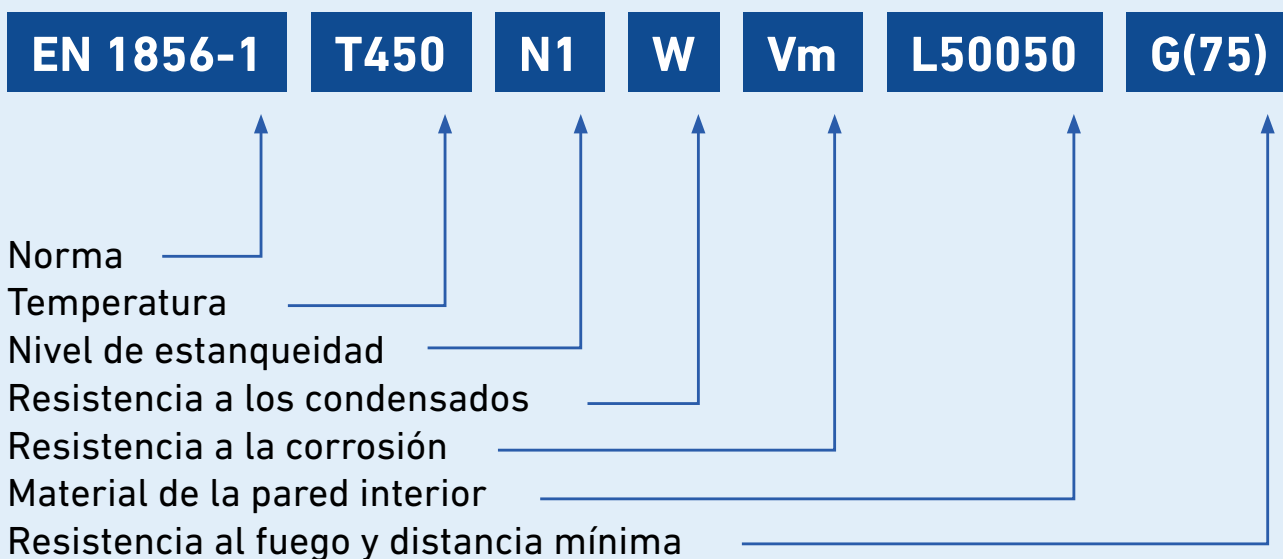 EN 1856-1 T450 N1 W Vm L50050 G(75)
Norma
Temperatura
Nivel de estanqueidad
Resistencia a los condensados
Resistencia a la corrosión
Material de la pared interior
Resistencia al fuego y distancia mínima